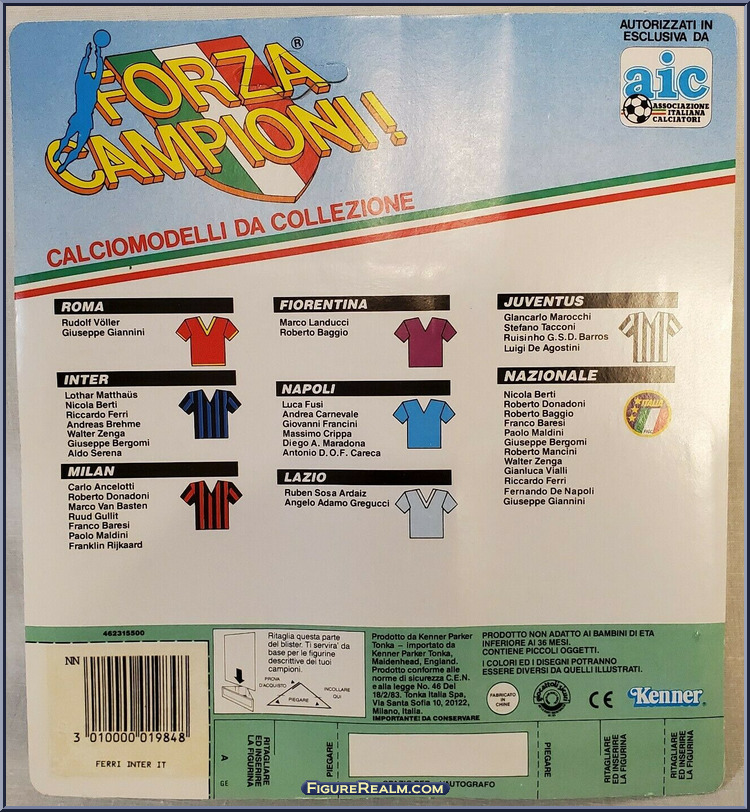 FORZA
CAMPIONI!
®
CALCIOMODELLI DA COLLEZIONE
AUTORIZZATI IN
ESCLUSIVA DA
aic
ASSOCIAZIONE
ITALIANA
CALCIATORI
ROMA
Rudolf Völler
Giuseppe Giannini
INTER
Lothar Matthaüs
Nicola Berti
Riccardo Ferri
Andreas Brehme
Walter Zenga
Giuseppe Bergomi
Aldo Serena
MILAN
Carlo Ancelotti
Roberto Donadoni
Marco Van Basten
Ruud Gullit
Franco Baresi
Paolo Maldini
Franklin Rijkaard
FIORENTINA
Marco Landucci
Roberto Baggio
NAPOLI
Luca Fusi
Andrea Carnevale
Giovanni Francini
Massimo Crippa
Diego A. Maradona
Antonio D. O.F. Careca
LAZIO
Ruben Sosa Ardaiz
Angelo Adamo Gregucci
JUVENTUS
Giancarlo Marocchi
Stefano Tacconi
Ruisinho G.S.D. Barros
Luigi De Agostini
NAZIONALE
Nicola Berti
Roberto Donadoni
Roberto Baggio
Franco Baresi
Paolo Maldini
Giuseppe Bergomi
Roberto Mancini
Walter Zenga
Gianluca Vialli
Riccardo Ferri
Fernando De Napoli
Giuseppe Giannini
ITALIA
462315500
NN
3 010000 019848
FERRI INTER IT
Ritaglia questa parte
del blister. Ti servira' da
base per le figurine
descrittive dei tuoi
campioni.
PROVA
D'ACQUISTO
PIEGARE
INCOLLARE
QUI
Prodotto da Kenner Parker
Tonka – importato da
Kenner Parker Tonka,
Maidenhead, England.
Prodotto conforme alle
norme di sicurezza C.E.N.
e alla legge No. 46 Del
18/2/83. Tonka Italia Spa,
Via Santa Sofia 10, 20122,
Milano, Italia.
IMPORTANTE: DA CONSERVARE
PRODOTTO NON ADATTO AI BAMBINI DI ETA
INFERIORE AI 36 MESI.
CONTIENE PICCOLI OGGETTI.
I COLORI ED I DISEGNI POTRANNO
ESSERE DIVERSI DA QUELLI ILLUSTRATI.
FABRICATO
IN
CHINE
CE
Kenner®
A
GE
RITAGLIARE
ED INSERIRE
LA FIGURINA
PIEGARE
PIEGARE
RITAGLIARE
ED INSERIRE
LA FIGURINA
RITAGLIARE
ED INSERIRE
LA FIGURINA
FIGUREREALM.COM